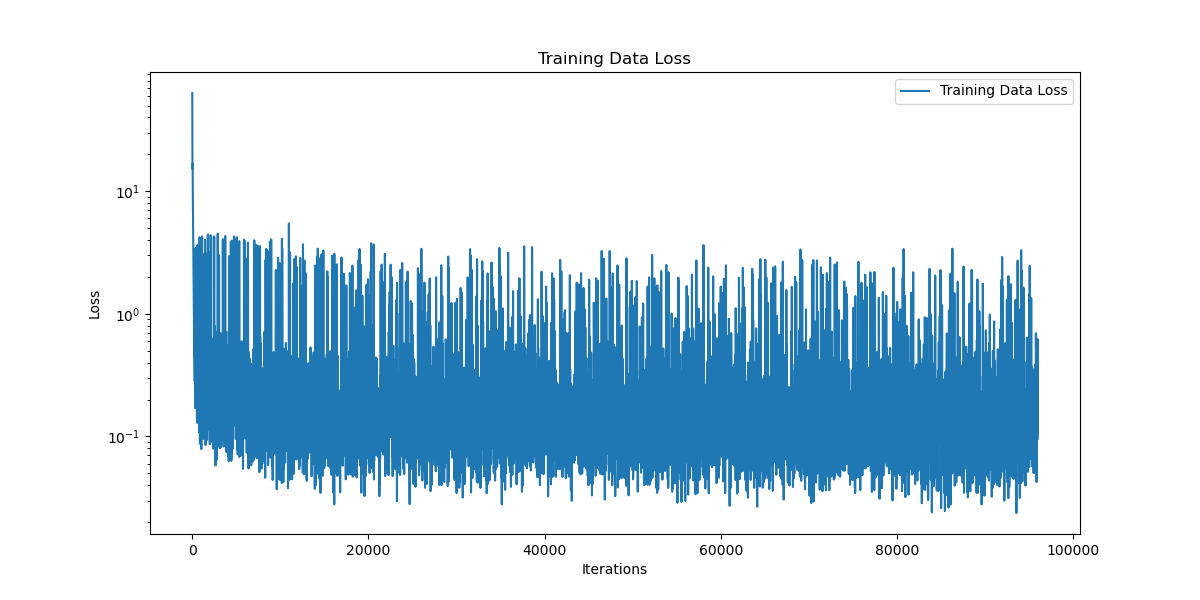 Training Data Loss
Training Data Loss
10¹
10⁰
10⁻¹
Loss
0 20000 40000 60000 80000 100000
Iterations